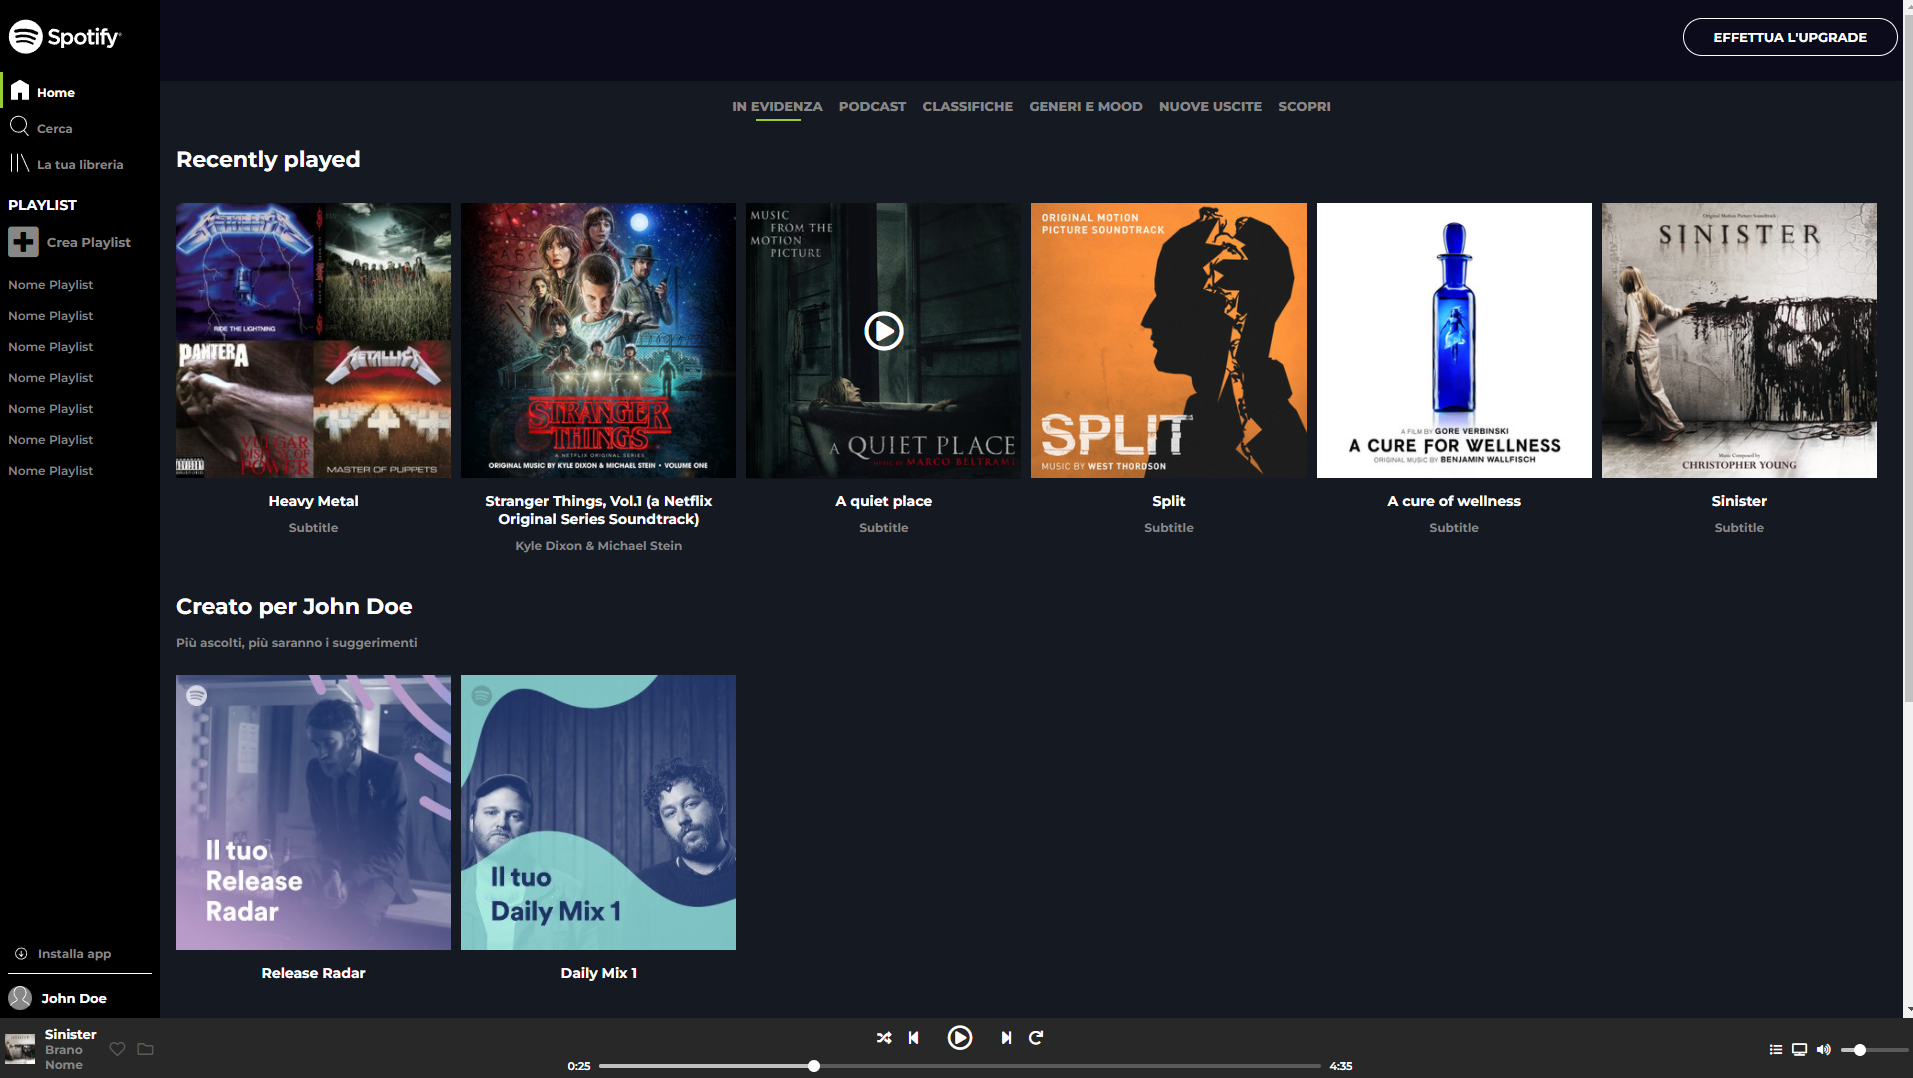 Spotify
EFFETTUA L'UPGRADE
Home
Cerca
La tua libreria
PLAYLIST
Crea Playlist
Nome Playlist
Nome Playlist
Nome Playlist
Nome Playlist
Nome Playlist
Nome Playlist
Nome Playlist
Installa app
John Doe
IN EVIDENZA PODCAST CLASSIFICHE GENERI E MOOD NUOVE USCITE SCOPRI
Recently played
METALLICA
RIDE THE LIGHTNING
PANTERA
VULGAR
DISPLAY OF
POWER
METALLICA
MASTER OF PUPPETS
Heavy Metal
Subtitle
STRANGER
THINGS
A NETFLIX ORIGINAL SERIES
ORIGINAL MUSIC BY KYLE DIXON & MICHAEL STEIN • VOLUME ONE
Stranger Things, Vol.1 (a Netflix
Original Series Soundtrack)
Kyle Dixon & Michael Stein
MUSIC
FROM THE
MOTION
PICTURE
A QUIET PLACE
MUSIC BY MARCO BELTRAMI
A quiet place
Subtitle
ORIGINAL MOTION
PICTURE SOUNDTRACK
SPLIT
MUSIC BY WEST THORDSON
Split
Subtitle
A FILM BY GORE VERBINSKI
A CURE FOR WELLNESS
ORIGINAL MUSIC BY BENJAMIN WALLFISCH
A cure of wellness
Subtitle
Original Motion Picture Soundtrack
SINISTER
Music Composed by
CHRISTOPHER YOUNG
Sinister
Subtitle
Creato per John Doe
Più ascolti, più saranno i suggerimenti
Il tuo
Release
Radar
Release Radar
Il tuo
Daily Mix 1
Daily Mix 1
Sinister
Brano
Nome
0:25
4:35